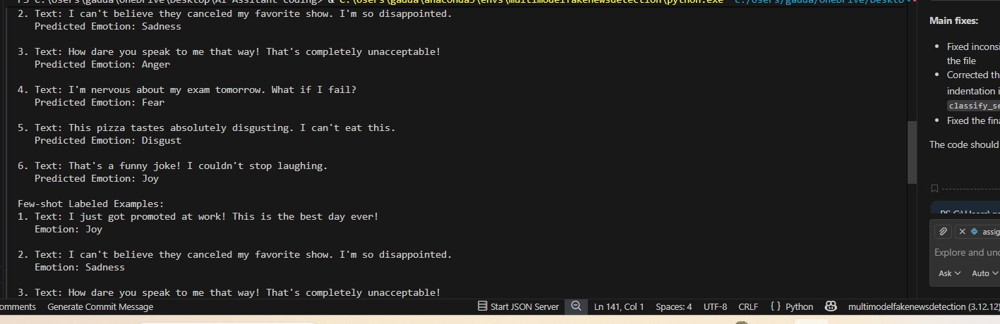 PS C:\Users\gadda\OneDrive\Desktop\AI Assitant Coding> & C:\Users\gadda\anaconda3\envs\multimodelfakenewsdetection\python.exe c:/Users/gadda/OneDrive/Deskto
2. Text: I can't believe they canceled my favorite show. I'm so disappointed.
Predicted Emotion: Sadness
3. Text: How dare you speak to me that way! That's completely unacceptable!
Predicted Emotion: Anger
4. Text: I'm nervous about my exam tomorrow. What if I fail?
Predicted Emotion: Fear
5. Text: This pizza tastes absolutely disgusting. I can't eat this.
Predicted Emotion: Disgust
6. Text: That's a funny joke! I couldn't stop laughing.
Predicted Emotion: Joy
Few-shot Labeled Examples:
1. Text: I just got promoted at work! This is the best day ever!
Emotion: Joy
2. Text: I can't believe they canceled my favorite show. I'm so disappointed.
Emotion: Sadness
3. Text: How dare you speak to me that way! That's completely unacceptable!
Main fixes:
• Fixed inconsi
the file
• Corrected th
indentation i
classify_se
• Fixed the fina
The code should
assig
Explore and und
Ask Auto
omments Generate Commit Message Start JSON Server Ln 141, Col 1 Spaces: 4 UTF-8 CRLF {} Python multimodelfakenewsdetection (3.12.12)